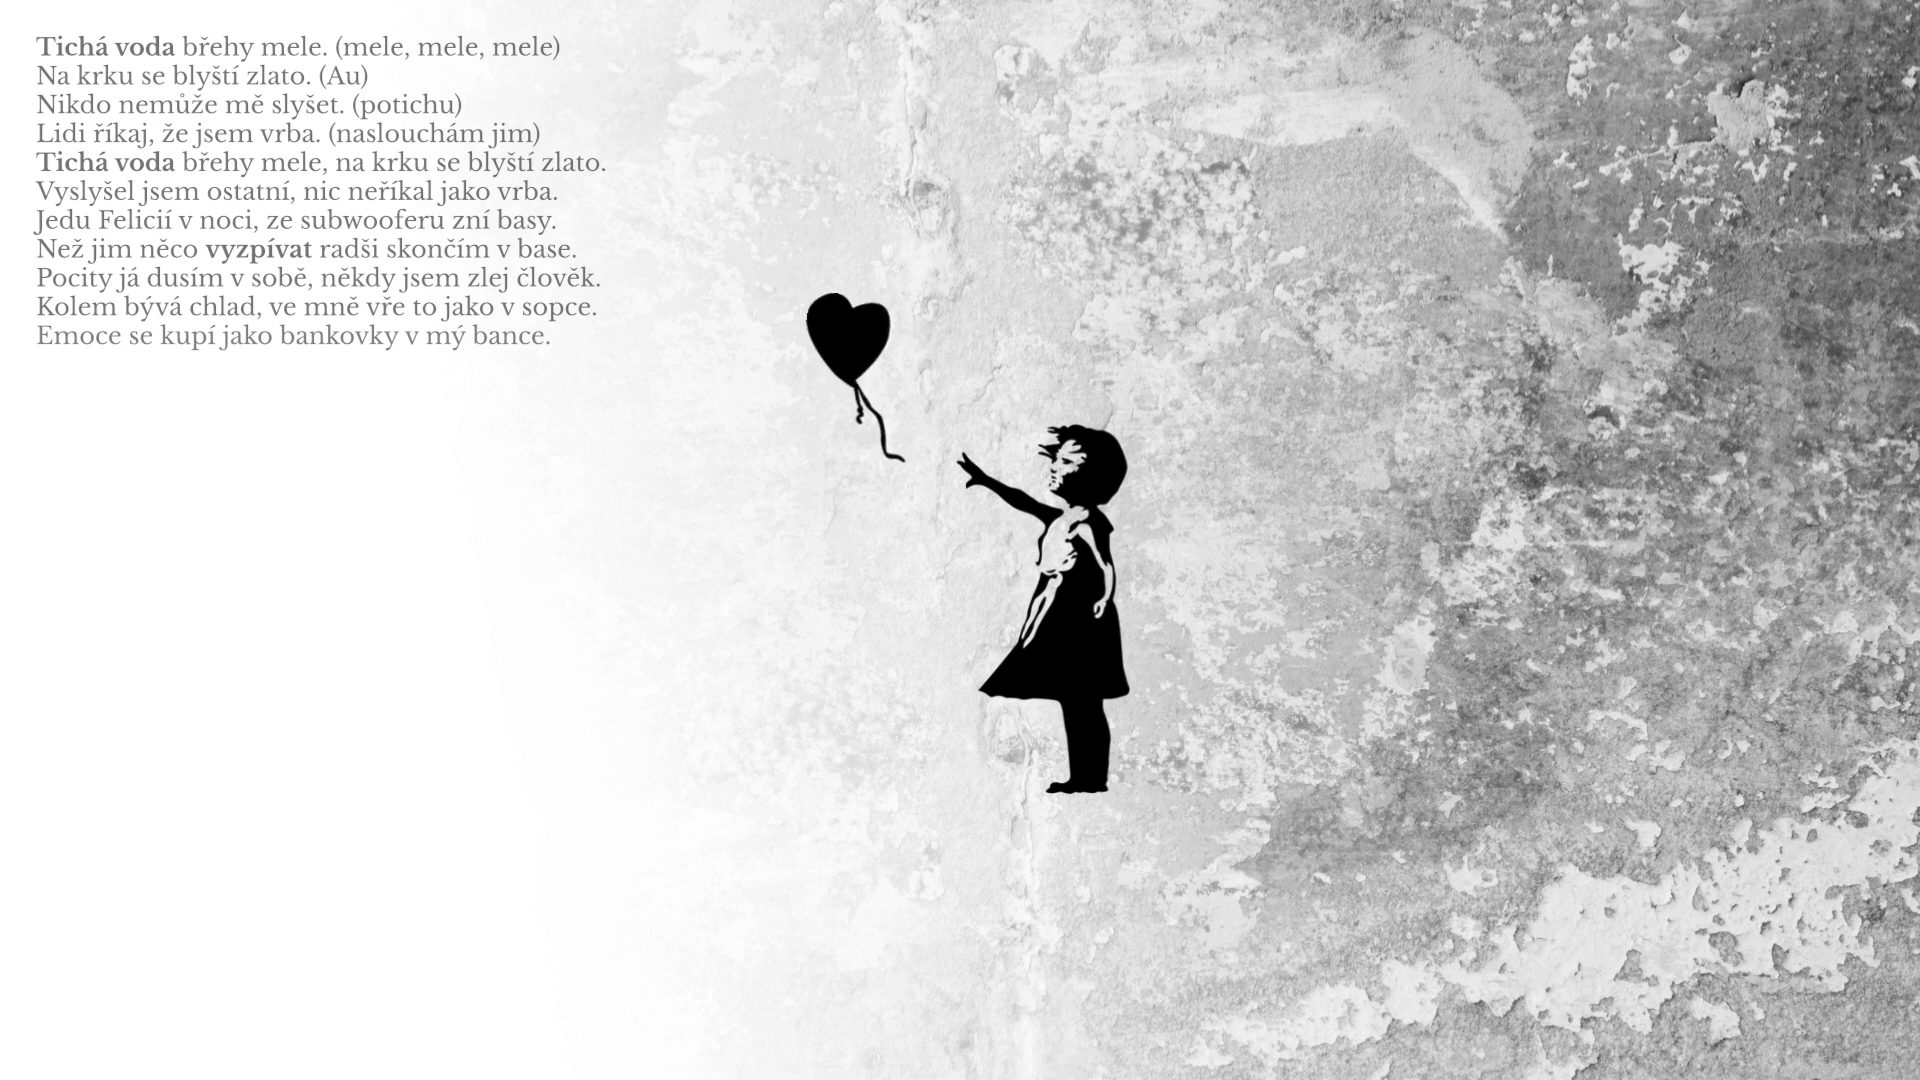 Tichá voda břehy mele. (mele, mele, mele)
Na krku se blyští zlato. (Au)
Nikdo nemůže mě slyšet. (potichu)
Lidi říkaj, že jsem vrba. (naslouchám jim)
Tichá voda břehy mele, na krku se blyští zlato.
Vyslyšel jsem ostatní, nic neříkal jako vrba.
Jedu Felicií v noci, ze subwooferu zní basy.
Než jim něco vyzpívat radši skončím v base.
Pocity já dusím v sobě, někdy jsem zlej člověk.
Kolem bývá chlad, ve mně vře to jako v sopce.
Emoce se kupí jako bankovky v mý bance.